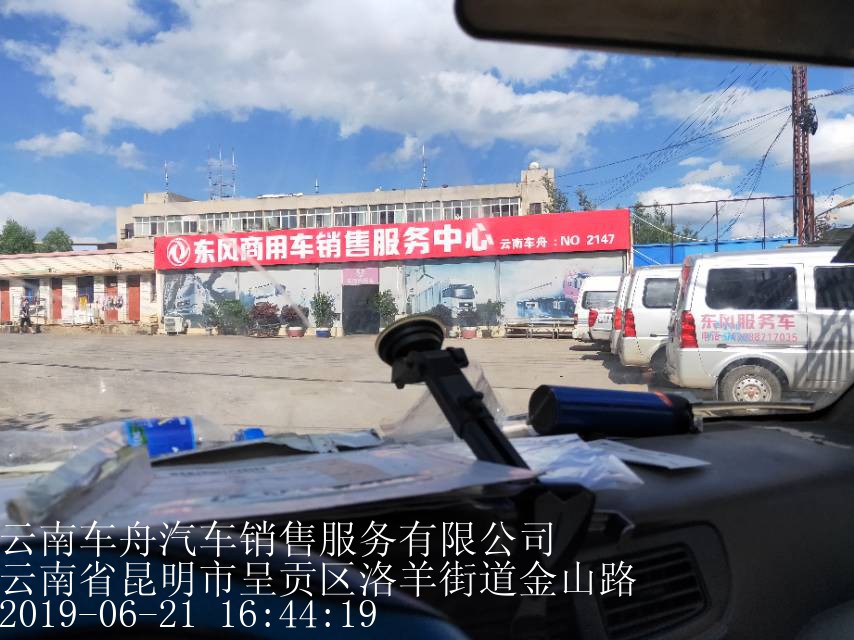 东风商用车销售服务中心 云南车舟：NO 2147
东风服务车
云南车舟汽车销售服务有限公司
云南省昆明市呈贡区洛羊街道金山路
2019-06-21 16:44:19